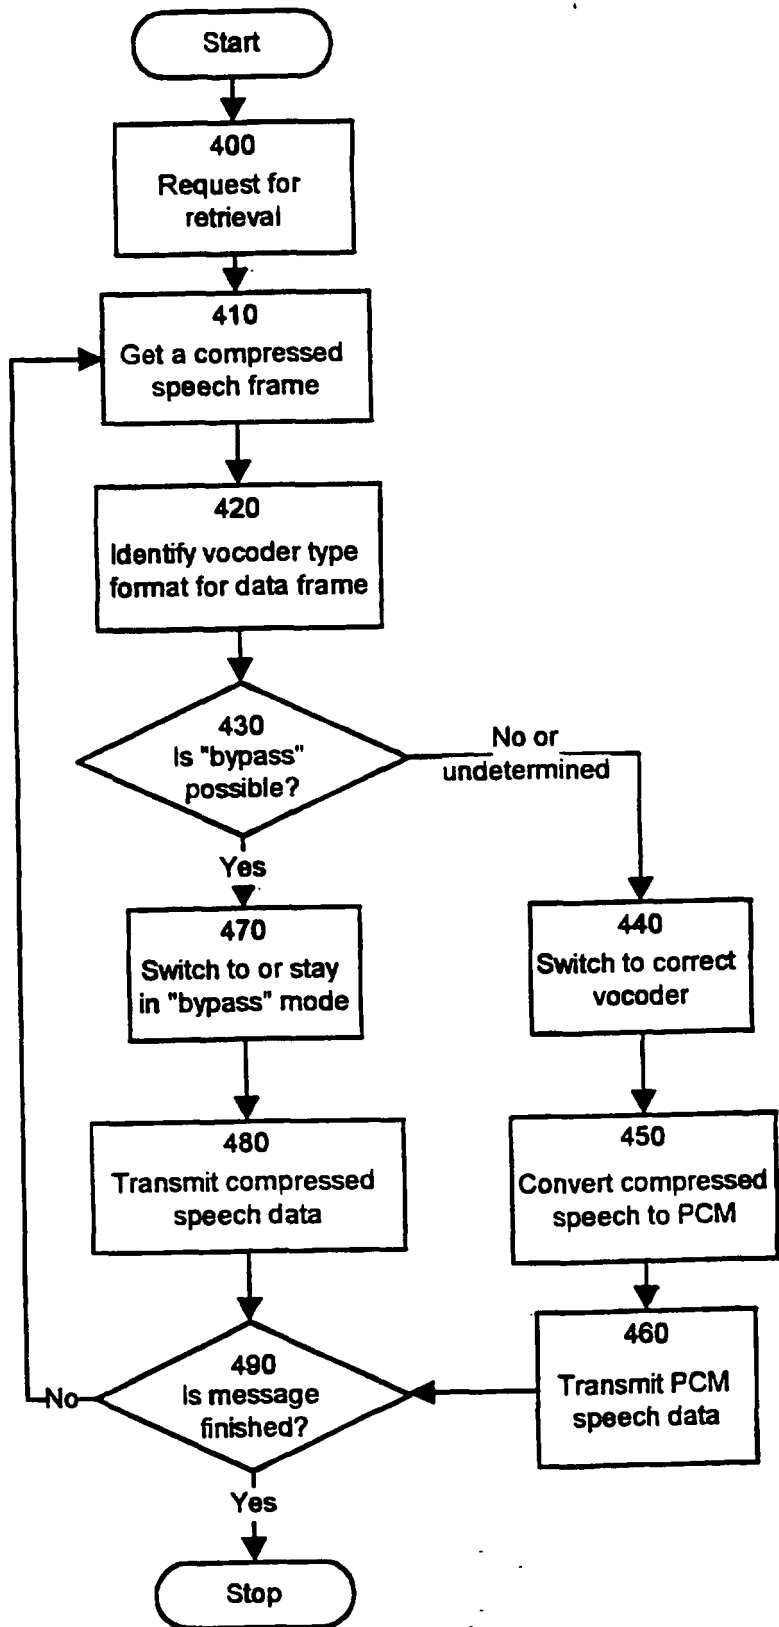 Start
400
Request for
retrieval
410
Get a compressed
speech frame
420
Identify vocoder type
format for data frame
430
Is "bypass"
possible?
No or
undetermined
Yes
470
Switch to or stay
in "bypass" mode
440
Switch to correct
vocoder
480
Transmit compressed
speech data
450
Convert compressed
speech to PCM
460
Transmit PCM
speech data
490
Is message
finished?
No
Yes
Stop